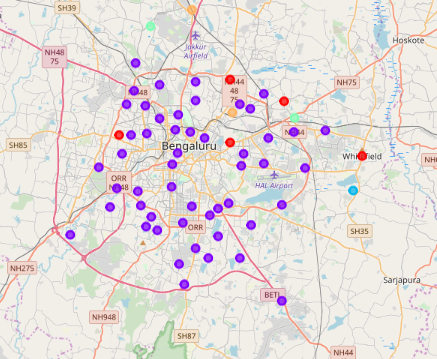 SH39
Jakkur
Airfield
Hoskote
NH48
75
NH44
48
75
NH75
NH48
NH44
SH85
Bengaluru
Whitefield
HAL Airport
ORR
NH48
SH35
ORR
NH275
Sarjapura
BETL
NH948
SH87
NH44